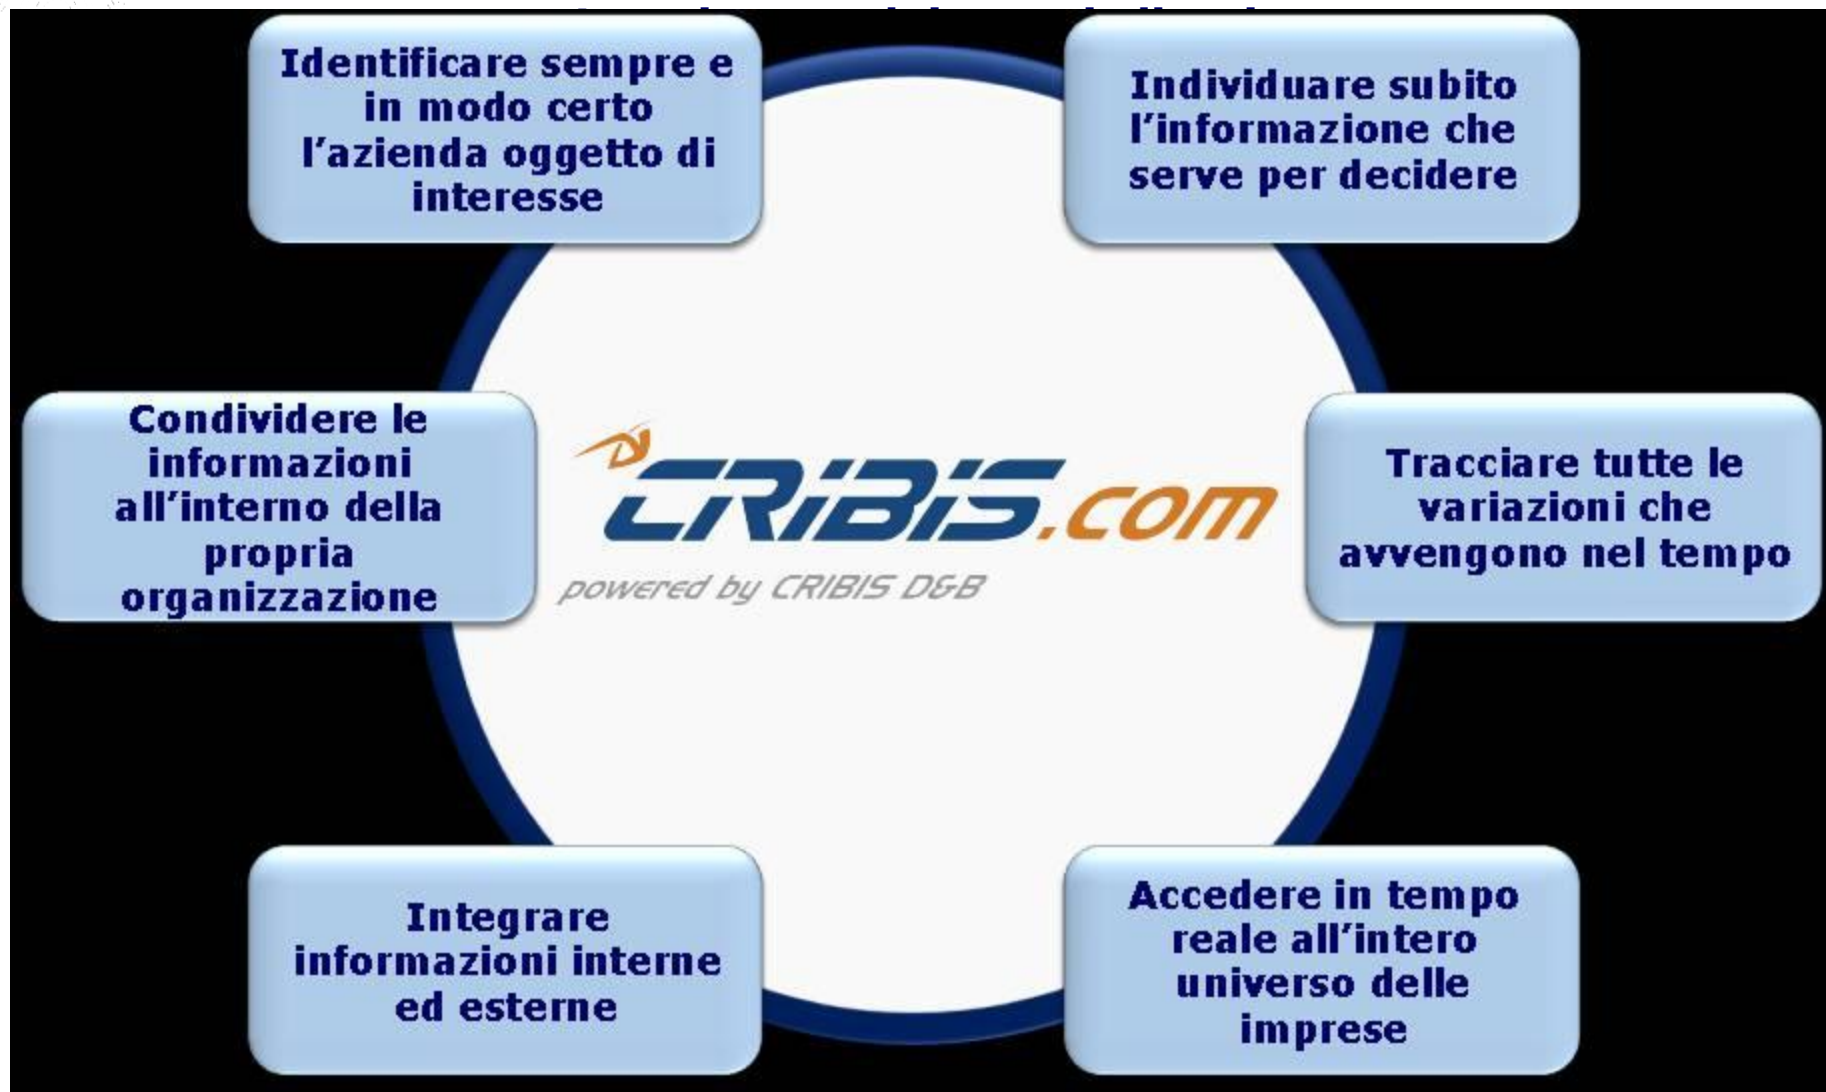 Identificare sempre e
in modo certo
l’azienda oggetto di
interesse
Individuare subito
l’informazione che
serve per decidere
Condividere le
informazioni
all’interno della
propria
organizzazione
CRiBiS.com
powered by CRIBIS D&B
Tracciare tutte le
variazioni che
avvengono nel tempo
Integrare
informazioni interne
ed esterne
Accedere in tempo
reale all’intero
universo delle
imprese